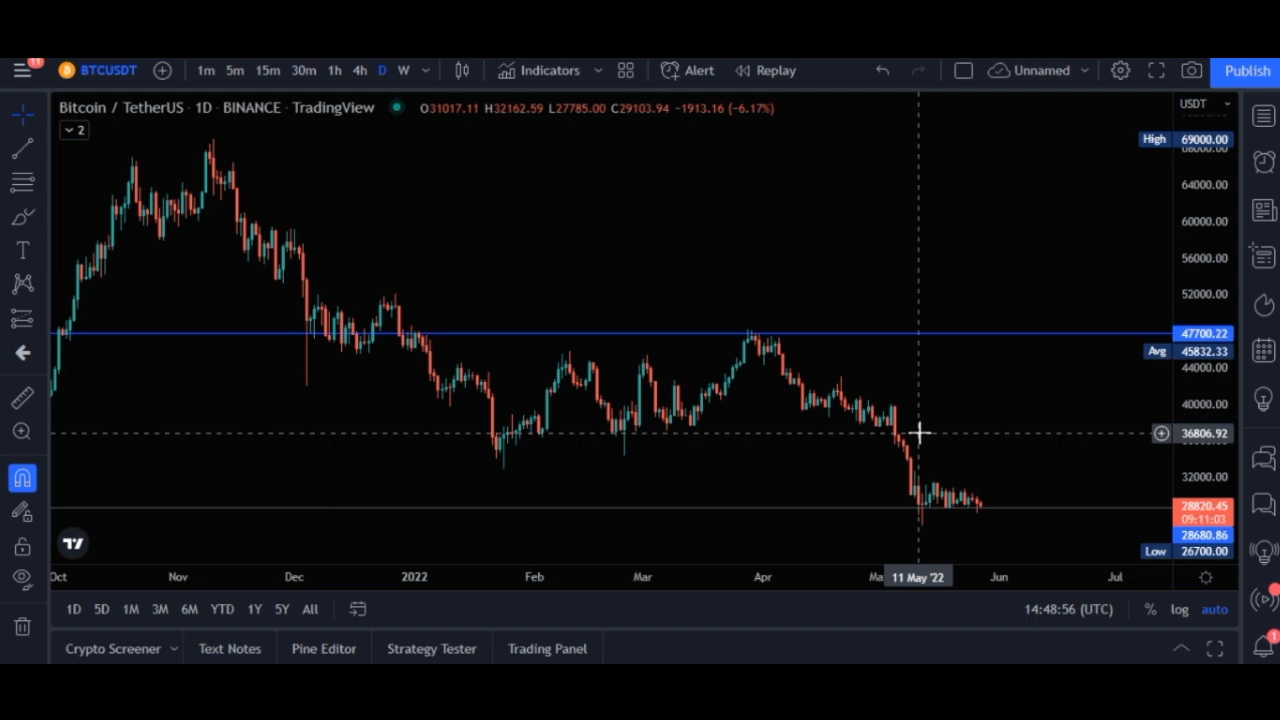 11
BTCUSDT 1m 5m 15m 30m 1h 4h D W Indicators Alert Replay Unnamed Publish
Bitcoin / TetherUS · 1D · BINANCE · TradingView O31017.11 H32162.59 L27785.00 C29103.94 −1913.16 (−6.17%) USDT
2
High 69000.00
68000.00
64000.00
60000.00
56000.00
52000.00
47700.22
Avg 45832.33
44000.00
40000.00
36806.92
32000.00
28820.45
09:11:03
28680.86
Low 26700.00
Oct Nov Dec 2022 Feb Mar Apr Ma 11 May '22 Jun Jul
1D 5D 1M 3M 6M YTD 1Y 5Y All 14:48:56 (UTC) % log auto
1
Crypto Screener Text Notes Pine Editor Strategy Tester Trading Panel